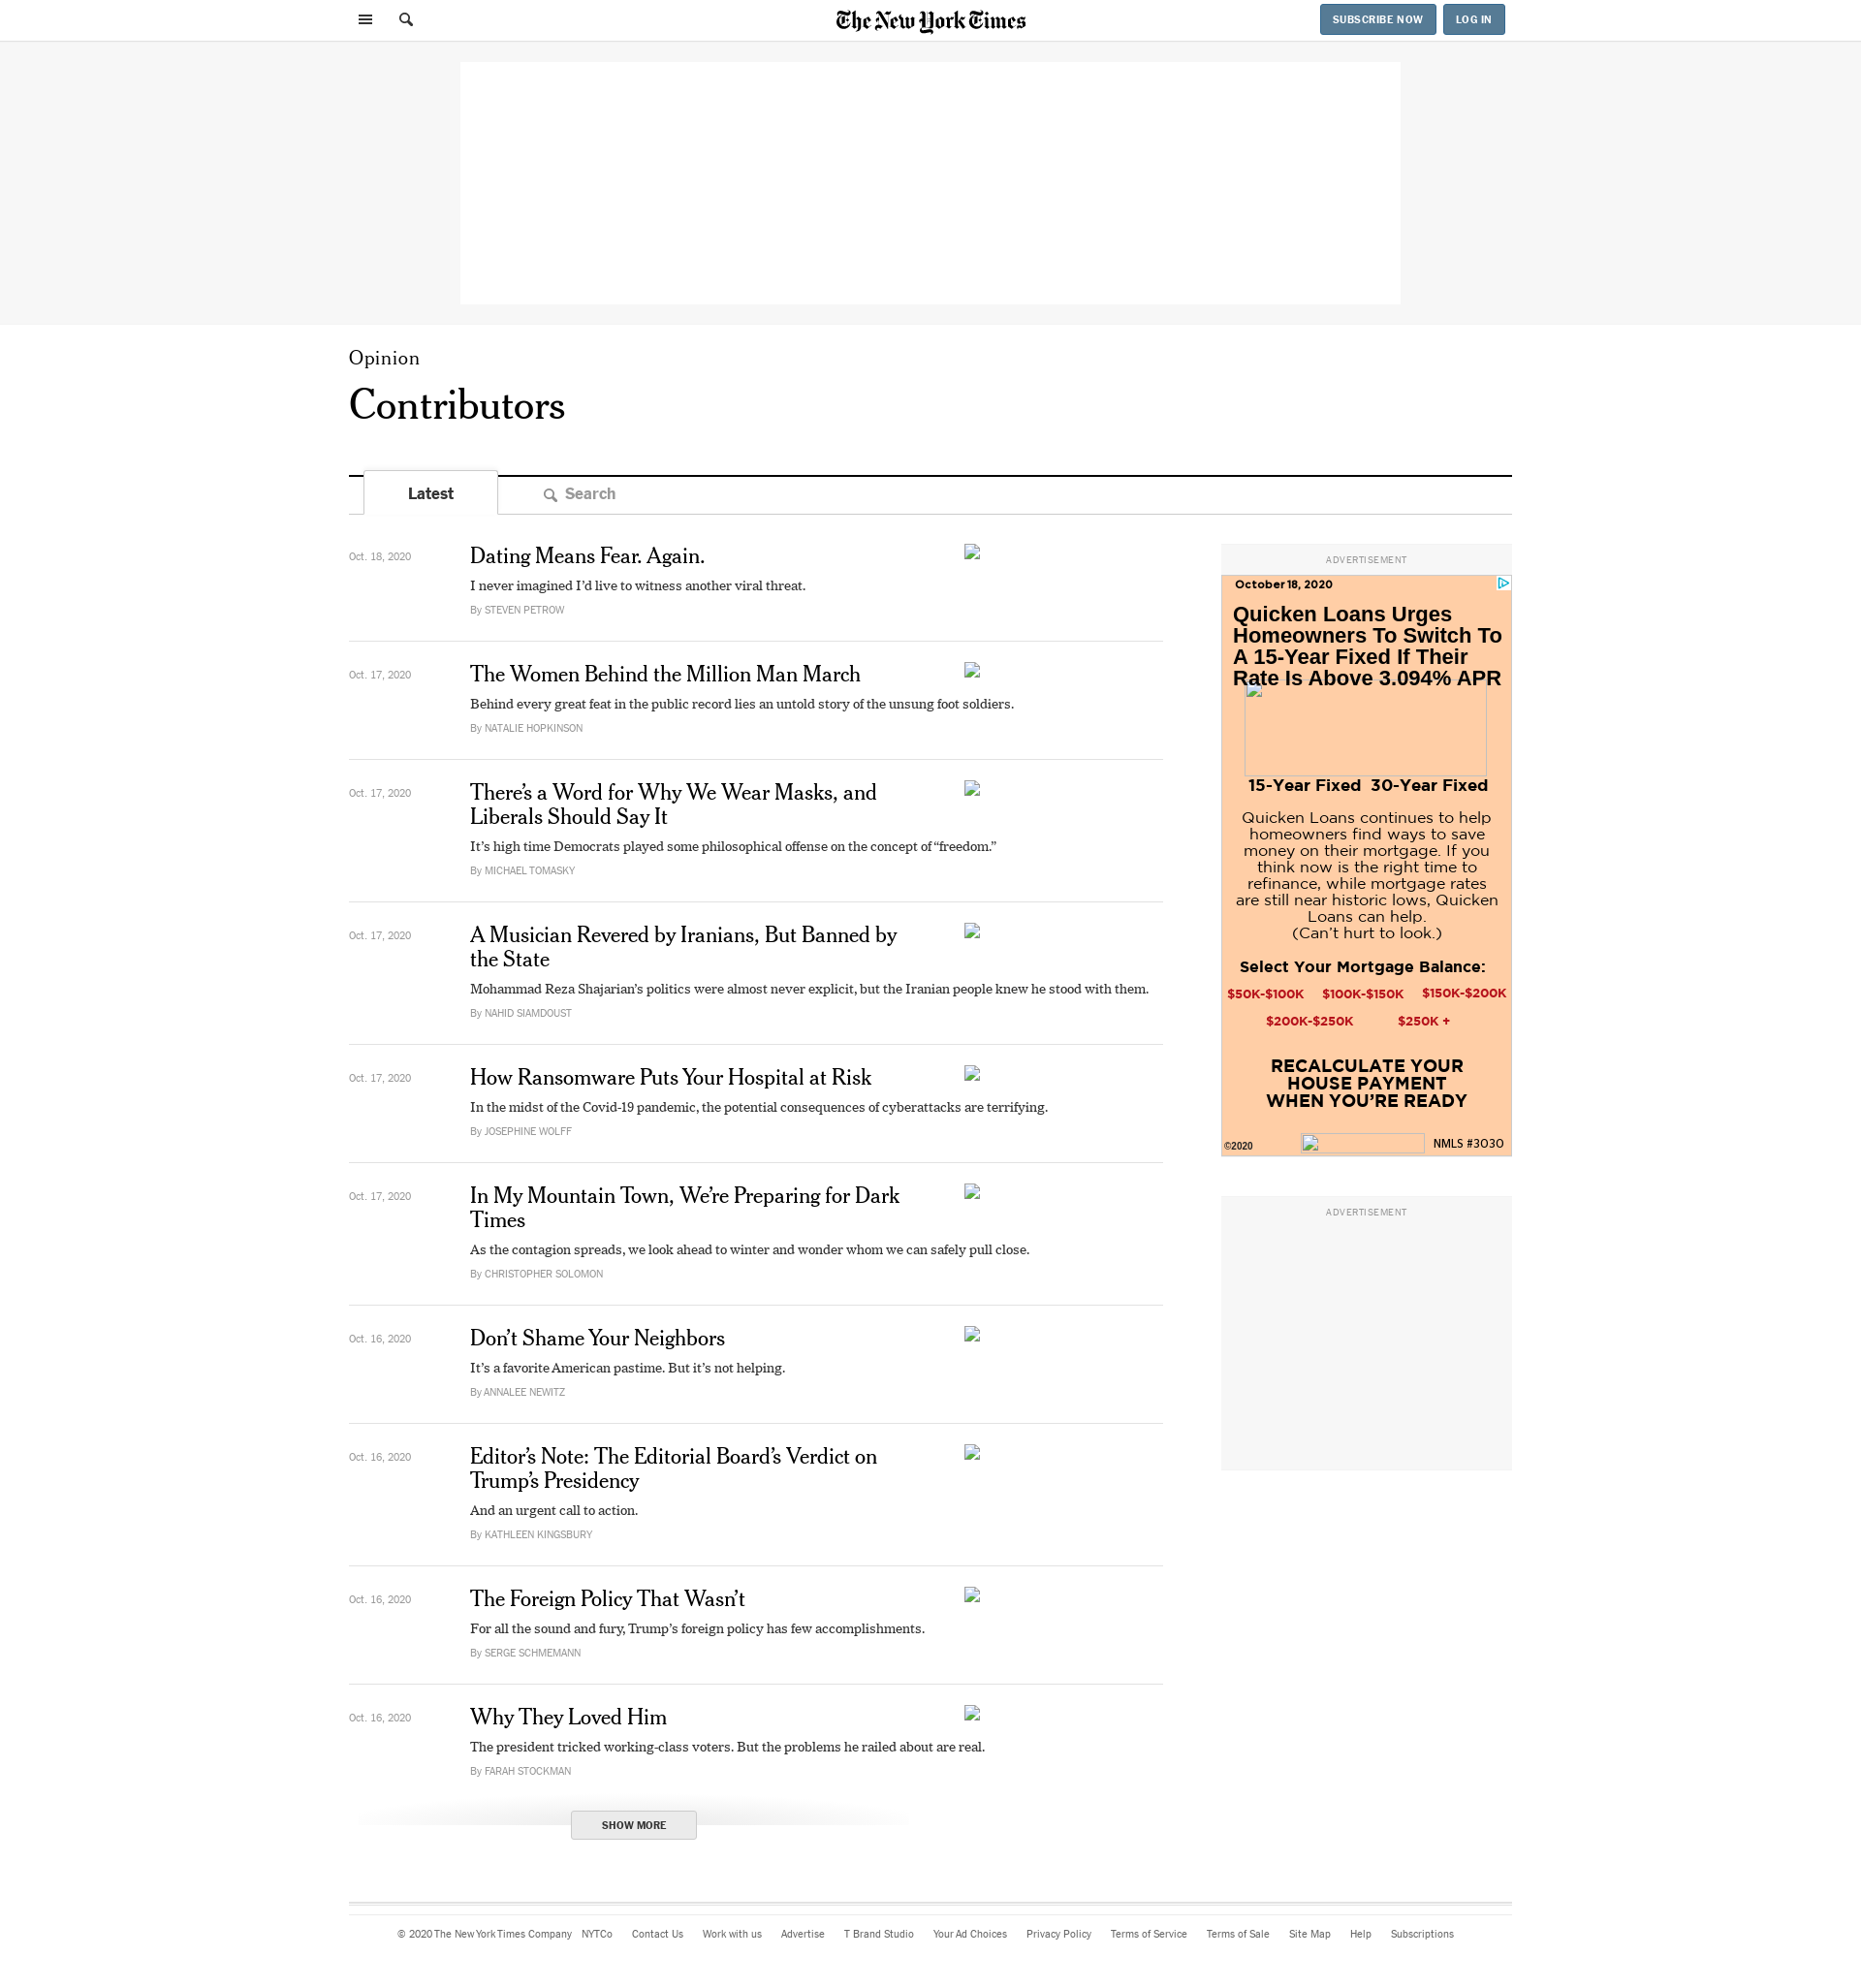 The New York Times
SUBSCRIBE NOW
LOG IN
Opinion
Contributors
Latest
Search
Oct. 18, 2020
Dating Means Fear. Again.
I never imagined I’d live to witness another viral threat.
By STEVEN PETROW
Oct. 17, 2020
The Women Behind the Million Man March
Behind every great feat in the public record lies an untold story of the unsung foot soldiers.
By NATALIE HOPKINSON
Oct. 17, 2020
There’s a Word for Why We Wear Masks, and
Liberals Should Say It
It’s high time Democrats played some philosophical offense on the concept of “freedom.”
By MICHAEL TOMASKY
Oct. 17, 2020
A Musician Revered by Iranians, But Banned by
the State
Mohammad Reza Shajarian’s politics were almost never explicit, but the Iranian people knew he stood with them.
By NAHID SIAMDOUST
Oct. 17, 2020
How Ransomware Puts Your Hospital at Risk
In the midst of the Covid-19 pandemic, the potential consequences of cyberattacks are terrifying.
By JOSEPHINE WOLFF
Oct. 17, 2020
In My Mountain Town, We’re Preparing for Dark
Times
As the contagion spreads, we look ahead to winter and wonder whom we can safely pull close.
By CHRISTOPHER SOLOMON
Oct. 16, 2020
Don’t Shame Your Neighbors
It’s a favorite American pastime. But it’s not helping.
By ANNALEE NEWITZ
Oct. 16, 2020
Editor’s Note: The Editorial Board’s Verdict on
Trump’s Presidency
And an urgent call to action.
By KATHLEEN KINGSBURY
Oct. 16, 2020
The Foreign Policy That Wasn’t
For all the sound and fury, Trump’s foreign policy has few accomplishments.
By SERGE SCHMEMANN
Oct. 16, 2020
Why They Loved Him
The president tricked working-class voters. But the problems he railed about are real.
By FARAH STOCKMAN
SHOW MORE
ADVERTISEMENT
October 18, 2020
Quicken Loans Urges
Homeowners To Switch To
A 15-Year Fixed If Their
Rate Is Above 3.094% APR
15-Year Fixed 30-Year Fixed
Quicken Loans continues to help
homeowners find ways to save
money on their mortgage. If you
think now is the right time to
refinance, while mortgage rates
are still near historic lows, Quicken
Loans can help.
(Can’t hurt to look.)
Select Your Mortgage Balance:
$50K-$100K $100K-$150K $150K-$200K
$200K-$250K $250K +
RECALCULATE YOUR
HOUSE PAYMENT
WHEN YOU’RE READY
©2020
NMLS #3030
ADVERTISEMENT
© 2020 The New York Times Company NYTCo Contact Us Work with us Advertise T Brand Studio Your Ad Choices Privacy Policy Terms of Service Terms of Sale Site Map Help Subscriptions